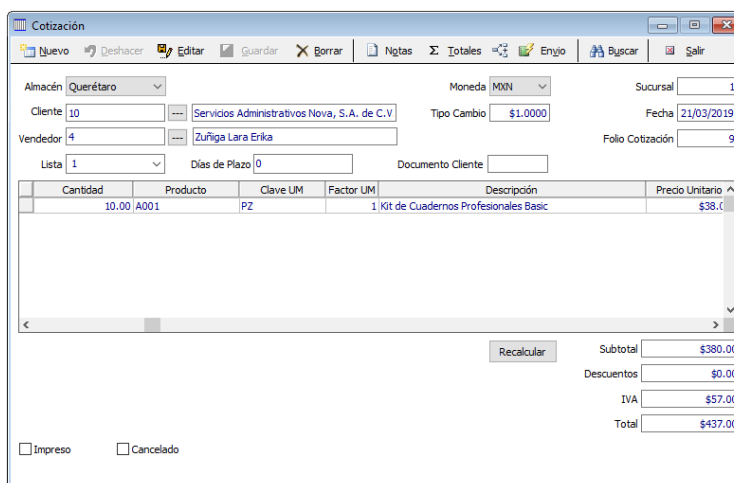 Cotización
Nuevo Deshacer Editar Guardar Borrar Notas Σ Totales Envio Buscar Salir
Almacén Querétaro Moneda MXN Sucursal 1
Cliente 10 --- Servicios Administrativos Nova, S.A. de C.V Tipo Cambio $1.0000 Fecha 21/03/2019
Vendedor 4 --- Zuñiga Lara Erika Folio Cotización 9
Lista 1 Días de Plazo 0 Documento Cliente
Cantidad Producto Clave UM Factor UM Descripción Precio Unitario
10.00 A001 PZ 1 Kit de Cuadernos Profesionales Basic $38.0
Recalcular Subtotal $380.00
Descuentos $0.00
IVA $57.00
Total $437.00
Impreso Cancelado